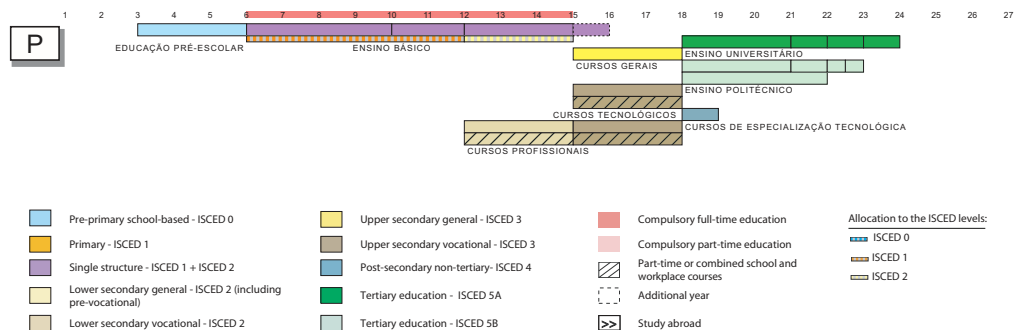 1 2 3 4 5 6 7 8 9 10 11 12 13 14 15 16 17 18 19 20 21 22 23 24 25 26 27
P
EDUCAÇÃO PRÉ-ESCOLAR
ENSINO BÁSICO
ENSINO UNIVERSITÁRIO
CURSOS GERAIS
ENSINO POLITÉCNICO
CURSOS TECNOLÓGICOS
CURSOS DE ESPECIALIZAÇÃO TECNOLÓGICA
CURSOS PROFISSIONAIS
Pre-primary school-based - ISCED 0
Primary - ISCED 1
Single structure - ISCED 1 + ISCED 2
Lower secondary general - ISCED 2 (including
pre-vocational)
Lower secondary vocational - ISCED 2
Upper secondary general - ISCED 3
Upper secondary vocational - ISCED 3
Post-secondary non-tertiary- ISCED 4
Tertiary education - ISCED 5A
Tertiary education - ISCED 5B
Compulsory full-time education
Compulsory part-time education
Part-time or combined school and
workplace courses
Additional year
>> Study abroad
Allocation to the ISCED levels:
ISCED 0
ISCED 1
ISCED 2